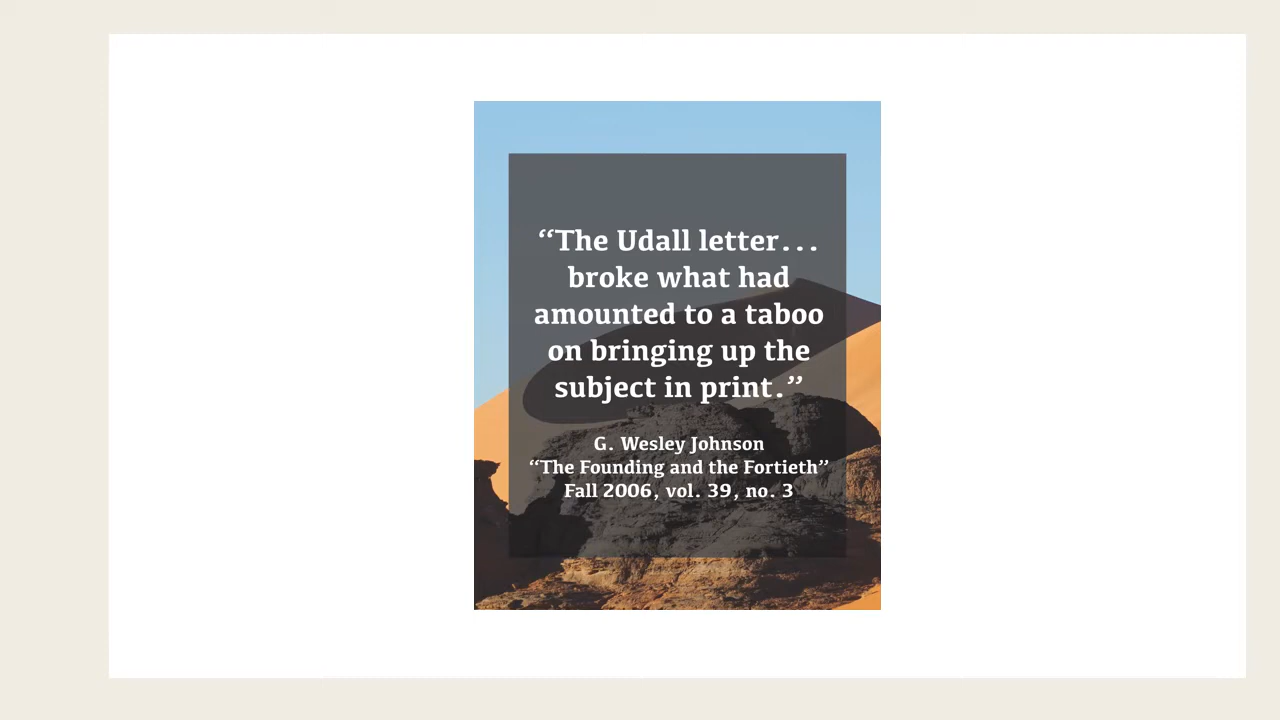 “The Udall letter...
broke what had
amounted to a taboo
on bringing up the
subject in print.”
G. Wesley Johnson
“The Founding and the Fortieth”
Fall 2006, vol. 39, no. 3